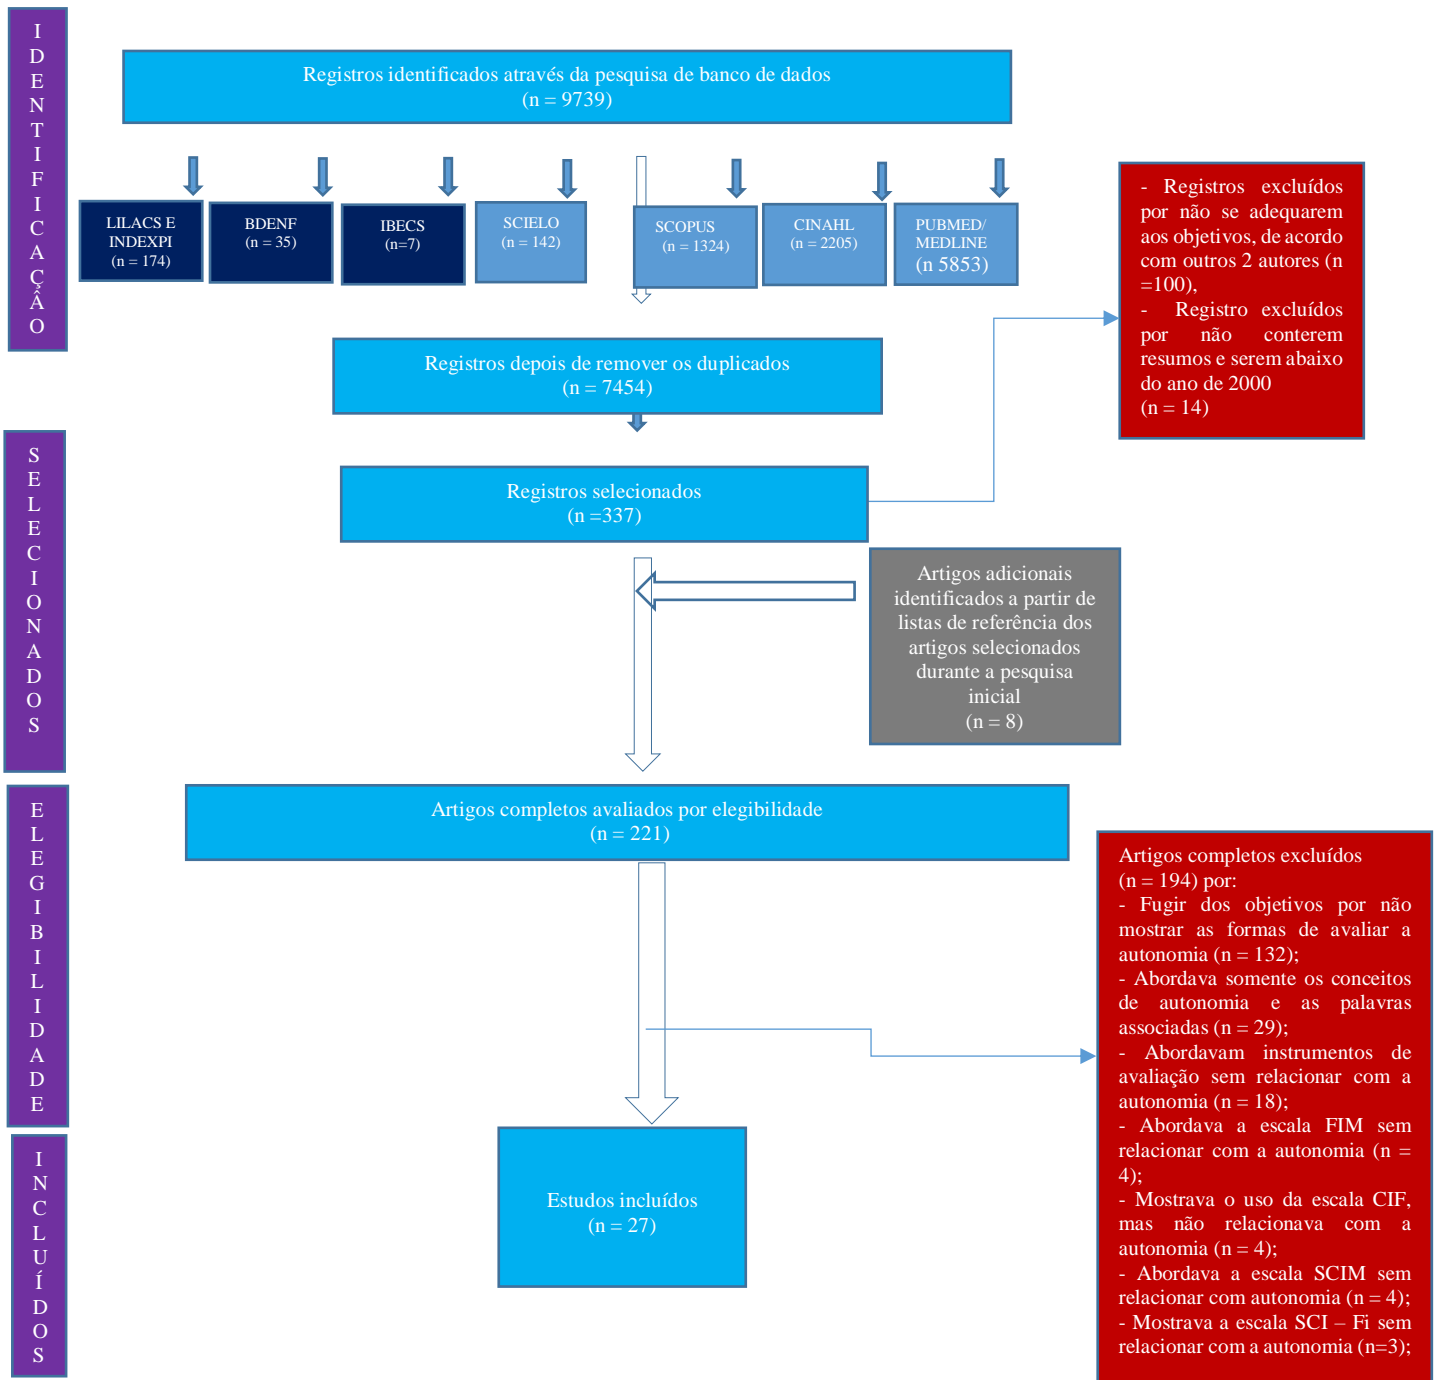 IDENTIFICAÇÂO
Registros identificados através da pesquisa de banco de dados
(n = 9739)
LILACS E
INDEXPI
(n = 174)
BDENF
(n = 35)
IBECS
(n=7)
SCIELO
(n = 142)
SCOPUS
(n = 1324)
CINAHL
(n = 2205)
PUBMED/
MEDLINE
(n 5853)
- Registros excluídos
por não se adequarem
aos objetivos, de acordo
com outros 2 autores (n
=100),
- Registro excluídos
por não conterem
resumos e serem abaixo
do ano de 2000
(n = 14)
Registros depois de remover os duplicados
(n = 7454)
SELECIONADOS
Registros selecionados
(n =337)
Artigos adicionais
identificados a partir de
listas de referência dos
artigos selecionados
durante a pesquisa
inicial
(n = 8)
ELEGIBILIDADE
Artigos completos avaliados por elegibilidade
(n = 221)
Artigos completos excluídos
(n = 194) por:
- Fugir dos objetivos por não
mostrar as formas de avaliar a
autonomia (n = 132);
- Abordava somente os conceitos
de autonomia e as palavras
associadas (n = 29);
- Abordavam instrumentos de
avaliação sem relacionar com a
autonomia (n = 18);
- Abordava a escala FIM sem
relacionar com a autonomia (n =
4);
- Mostrava o uso da escala CIF,
mas não relacionava com a
autonomia (n = 4);
- Abordava a escala SCIM sem
relacionar com autonomia (n = 4);
- Mostrava a escala SCI – Fi sem
relacionar com a autonomia (n=3);
INCLUÍDOS
Estudos incluídos
(n = 27)